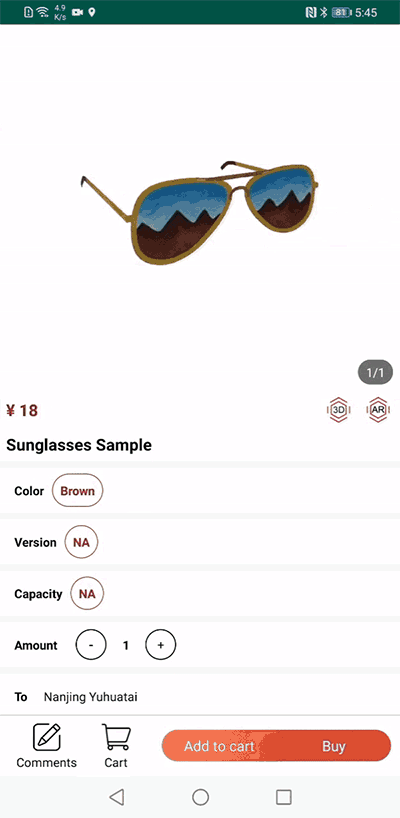 4.9
K/s
81
5:45
1/1
¥ 18
3D
AR
Sunglasses Sample
Color Brown
Version NA
Capacity NA
Amount - 1 +
To Nanjing Yuhuatai
Comments
Cart
Add to cart
Buy